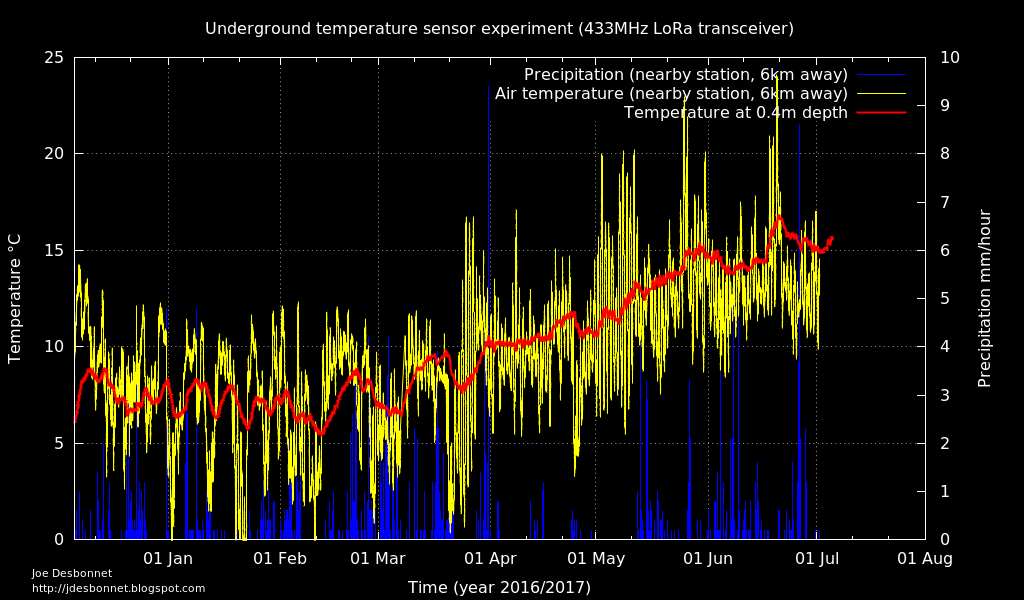 Underground temperature sensor experiment (433MHz LoRa transceiver)
Precipitation (nearby station, 6km away)
Air temperature (nearby station, 6km away)
Temperature at 0.4m depth
Temperature °C
25
20
15
10
5
0
10
9
8
7
6
5
4
3
2
1
0
Precipitation mm/hour
01 Jan 01 Feb 01 Mar 01 Apr 01 May 01 Jun 01 Jul 01 Aug
Time (year 2016/2017)
Joe Desbonnet
http://jdesbonnet.blogspot.com